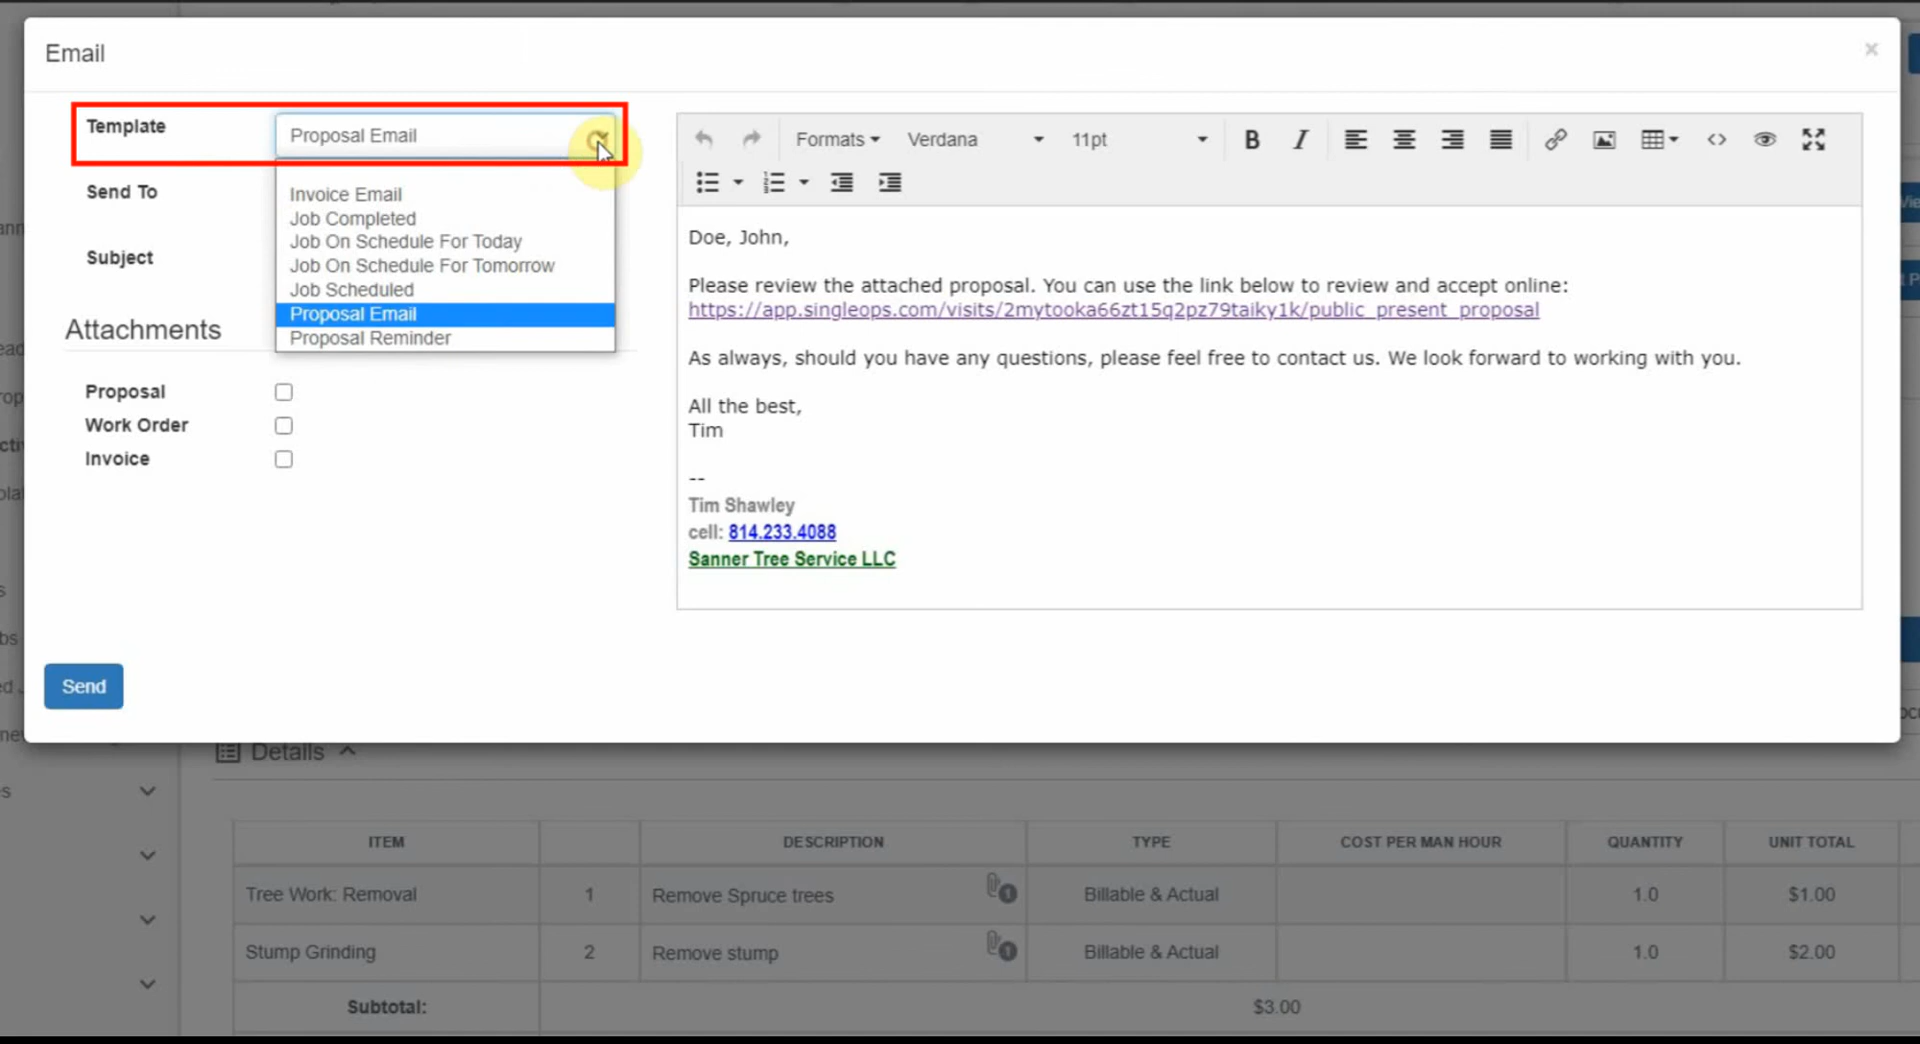 Email
×
Template
Proposal Email
Invoice Email
Job Completed
Job On Schedule For Today
Job On Schedule For Tomorrow
Job Scheduled
Proposal Email
Proposal Reminder
Send To
Subject
Attachments
Proposal
Work Order
Invoice
Send
Formats
Verdana
11pt
B
I
Doe, John,
Please review the attached proposal. You can use the link below to review and accept online:
https://app.singleops.com/visits/2mytooka66zt15q2pz79taiky1k/public_present_proposal
As always, should you have any questions, please feel free to contact us. We look forward to working with you.
All the best,
Tim
--
Tim Shawley
cell: 814.233.4088
Sanner Tree Service LLC
Details
ITEM DESCRIPTION TYPE COST PER MAN HOUR QUANTITY UNIT TOTAL
Tree Work: Removal 1 Remove Spruce trees 1 Billable & Actual 1.0 $1.00
Stump Grinding 2 Remove stump 1 Billable & Actual 1.0 $2.00
Subtotal: $3.00